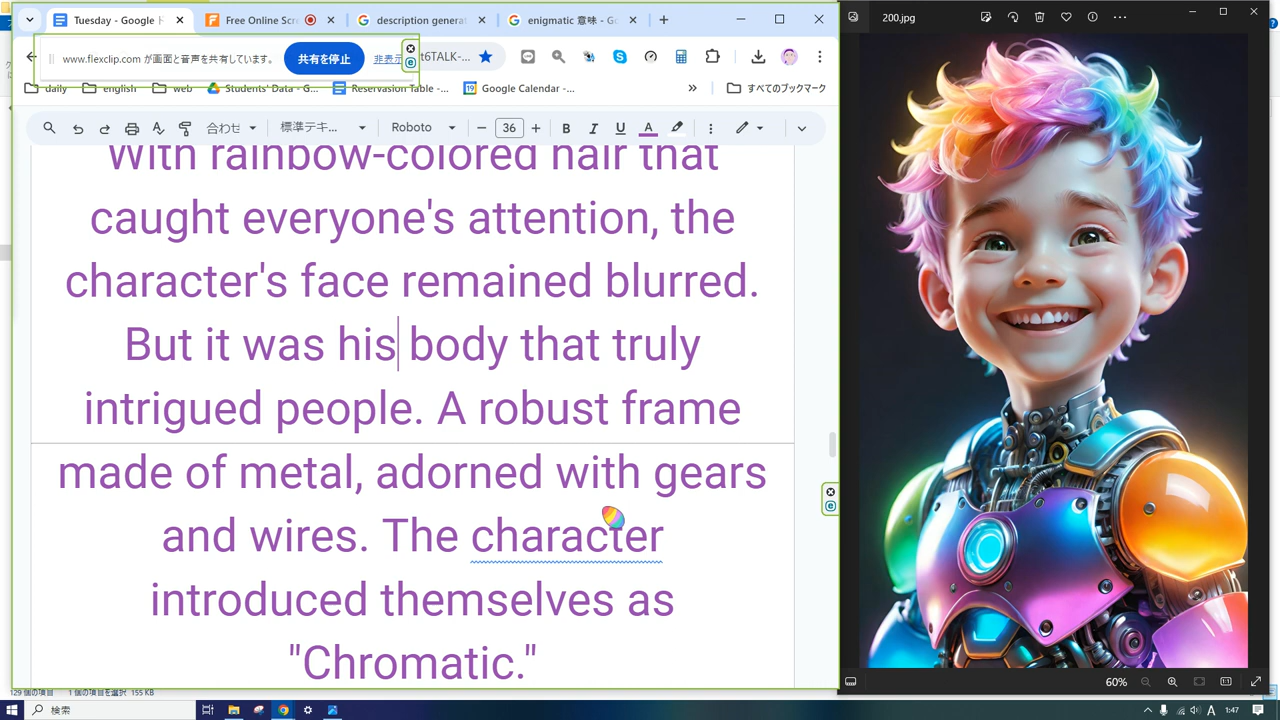 Tuesday - Google ド
Free Online Scre
description generat
enigmatic 意味 - Go
www.flexclip.com が画面と音声を共有しています。
共有を停止
非表示
t6TALK-...
daily
english
web
Students' Data - G...
Reservasion Table -...
Google Calendar -...
すべてのブックマーク
合わせ
標準テキ...
Roboto
36
With rainbow-colored hair that
caught everyone's attention, the
character's face remained blurred.
But it was his body that truly
intrigued people. A robust frame
made of metal, adorned with gears
and wires. The character
introduced themselves as
"Chromatic."
200.jpg
60%
129 個の項目
1 個の項目を選択 155 KB
検索
A
1:47